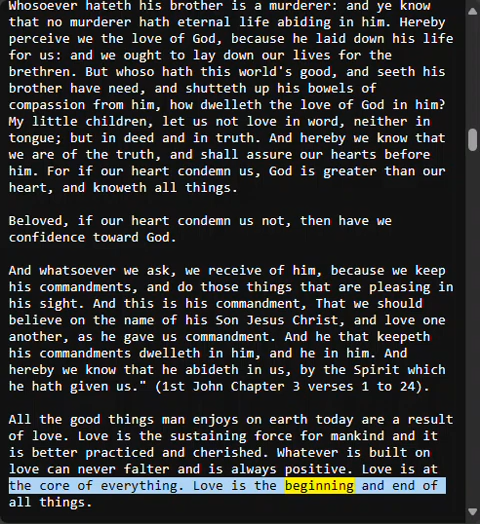 Whosoever hateth his brother is a murderer: and ye know
that no murderer hath eternal life abiding in him. Hereby
perceive we the love of God, because he laid down his life
for us: and we ought to lay down our lives for the
brethren. But whoso hath this world's good, and seeth his
brother have need, and shutteth up his bowels of
compassion from him, how dwelleth the love of God in him?
My little children, let us not love in word, neither in
tongue; but in deed and in truth. And hereby we know that
we are of the truth, and shall assure our hearts before
him. For if our heart condemn us, God is greater than our
heart, and knoweth all things.

Beloved, if our heart condemn us not, then have we
confidence toward God.

And whatsoever we ask, we receive of him, because we keep
his commandments, and do those things that are pleasing in
his sight. And this is his commandment, That we should
believe on the name of his Son Jesus Christ, and love one
another, as he gave us commandment. And he that keepeth
his commandments dwelleth in him, and he in him. And
hereby we know that he abideth in us, by the Spirit which
he hath given us." (1st John Chapter 3 verses 1 to 24).

All the good things man enjoys on earth today are a result
of love. Love is the sustaining force for mankind and it
is better practiced and cherished. Whatever is built on
love can never falter and is always positive. Love is at
the core of everything. Love is the beginning and end of
all things.